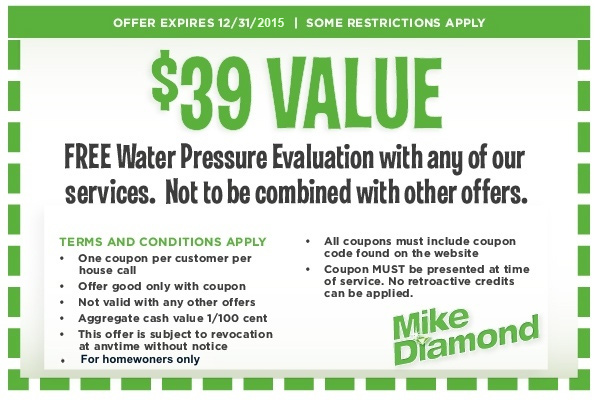 OFFER EXPIRES 12/31/2015 | SOME RESTRICTIONS APPLY
$39 VALUE
FREE Water Pressure Evaluation with any of our
services. Not to be combined with other offers.
TERMS AND CONDITIONS APPLY
• One coupon per customer per
house call
• Offer good only with coupon
• Not valid with any other offers
• Aggregate cash value 1/100 cent
• This offer is subject to revocation
at anytime without notice
• For homewoners only
• All coupons must include coupon
code found on the website
• Coupon MUST be presented at time
of service. No retroactive credits
can be applied.
Mike
Diamond